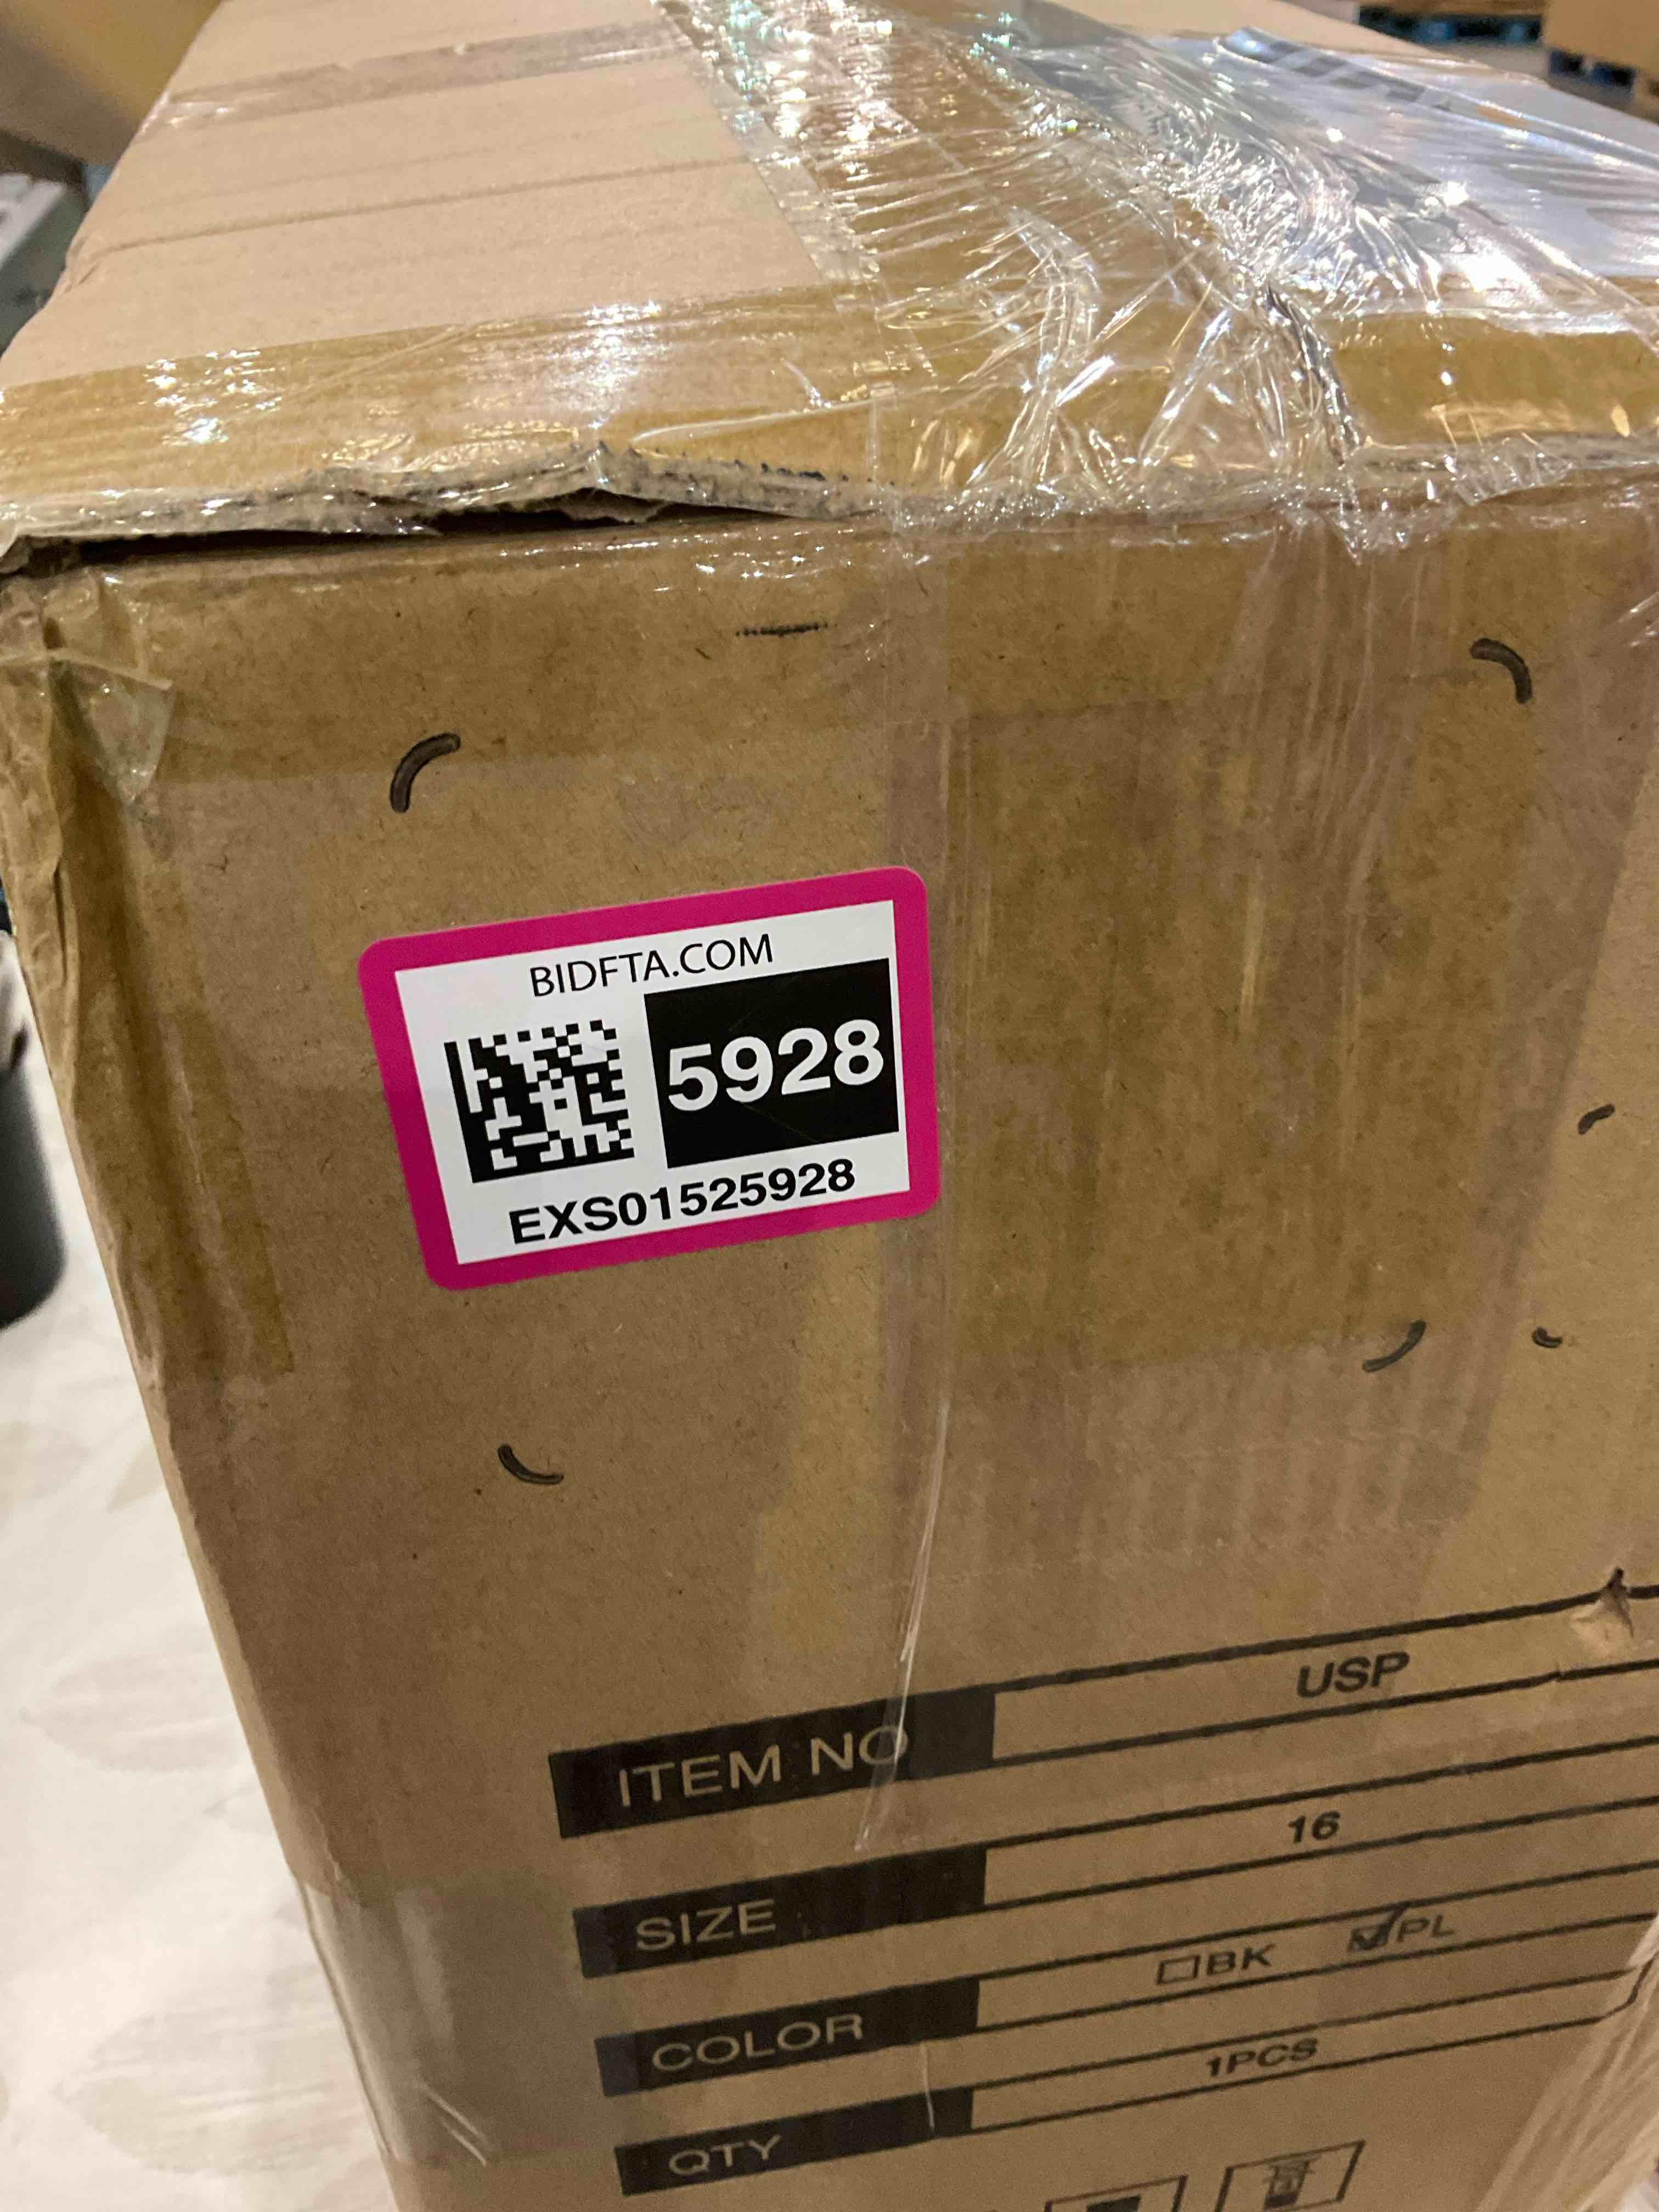 BIDFTA.COM
5928
EXS01525928
ITEM NO USP
SIZE 16
COLOR ☐BK ☑PL
QTY 1PCS